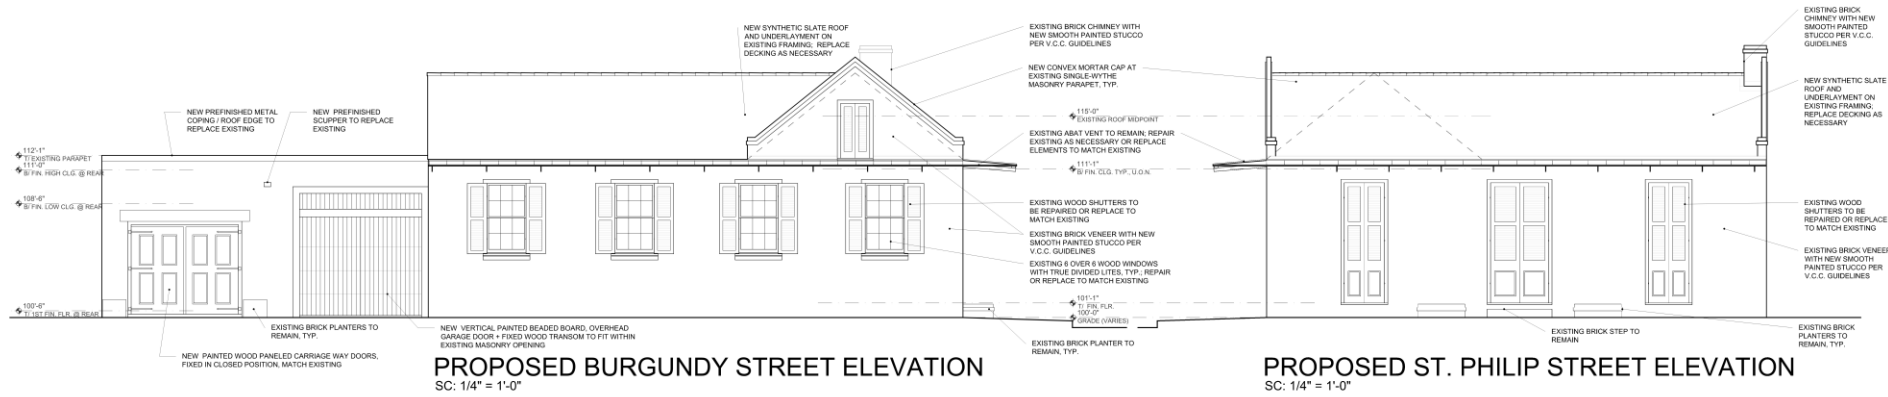 NEW SYNTHETIC SLATE ROOF
AND UNDERLAYMENT ON
EXISTING FRAMING; REPLACE
DECKING AS NECESSARY
EXISTING BRICK CHIMNEY WITH
NEW SMOOTH PAINTED STUCCO
PER V.C.C. GUIDELINES
NEW CONVEX MORTAR CAP AT
EXISTING SINGLE-WYTHE
MASONRY PARAPET, TYP.
NEW PREFINISHED METAL
COPING / ROOF EDGE TO
REPLACE EXISTING
NEW PREFINISHED
SCUPPER TO REPLACE
EXISTING
115'-0"
EXISTING ROOF MIDPOINT
EXISTING ABAT VENT TO REMAIN; REPAIR
EXISTING AS NECESSARY OR REPLACE
ELEMENTS TO MATCH EXISTING
112'-1"
T/ EXISTING PARAPET
111'-0"
B/ FIN. HIGH CLG. @ REAR
108'-6"
B/ FIN. LOW CLG. @ REAR
111'-1"
B/ FIN. CLG. TYP., U.O.N.
EXISTING WOOD SHUTTERS TO
BE REPAIRED OR REPLACE TO
MATCH EXISTING
EXISTING BRICK VENEER WITH NEW
SMOOTH PAINTED STUCCO PER
V.C.C. GUIDELINES
EXISTING 6 OVER 6 WOOD WINDOWS
WITH TRUE DIVIDED LITES, TYP.; REPAIR
OR REPLACE TO MATCH EXISTING
100'-6"
T/ 1ST FIN. FLR. @ REAR
101'-1"
T/ FIN. FLR.
100'-0"
GRADE (VARIES)
EXISTING BRICK PLANTERS TO
REMAIN, TYP.
NEW PAINTED WOOD PANELED CARRIAGE WAY DOORS,
FIXED IN CLOSED POSITION, MATCH EXISTING
NEW VERTICAL PAINTED BEADED BOARD, OVERHEAD
GARAGE DOOR + FIXED WOOD TRANSOM TO FIT WITHIN
EXISTING MASONRY OPENING
EXISTING BRICK PLANTER TO
REMAIN, TYP.
PROPOSED BURGUNDY STREET ELEVATION
SC: 1/4" = 1'-0"
EXISTING BRICK
CHIMNEY WITH NEW
SMOOTH PAINTED
STUCCO PER V.C.C.
GUIDELINES
NEW SYNTHETIC SLATE
ROOF AND
UNDERLAYMENT ON
EXISTING FRAMING;
REPLACE DECKING AS
NECESSARY
EXISTING WOOD
SHUTTERS TO BE
REPAIRED OR REPLACE
TO MATCH EXISTING
EXISTING BRICK VENEER
WITH NEW SMOOTH
PAINTED STUCCO PER
V.C.C. GUIDELINES
EXISTING BRICK STEP TO
REMAIN
EXISTING BRICK
PLANTERS TO
REMAIN, TYP.
PROPOSED ST. PHILIP STREET ELEVATION
SC: 1/4" = 1'-0"